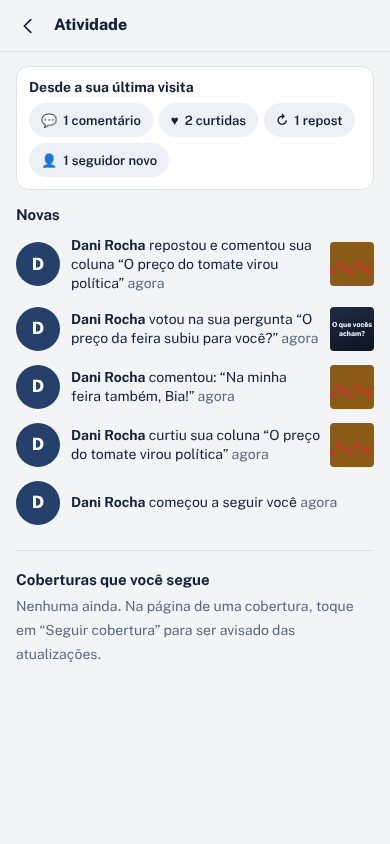 Atividade
Desde a sua última visita
💬 1 comentário
♥ 2 curtidas
↻ 1 repost
👤 1 seguidor novo
Novas
D
Dani Rocha repostou e comentou sua
coluna “O preço do tomate virou
política” agora
D
Dani Rocha votou na sua pergunta “O
preço da feira subiu para você?” agora
O que vocês
acham?
D
Dani Rocha comentou: “Na minha
feira também, Bia!” agora
D
Dani Rocha curtiu sua coluna “O preço
do tomate virou política” agora
D
Dani Rocha começou a seguir você agora
Coberturas que você segue
Nenhuma ainda. Na página de uma cobertura, toque
em “Seguir cobertura” para ser avisado das
atualizações.